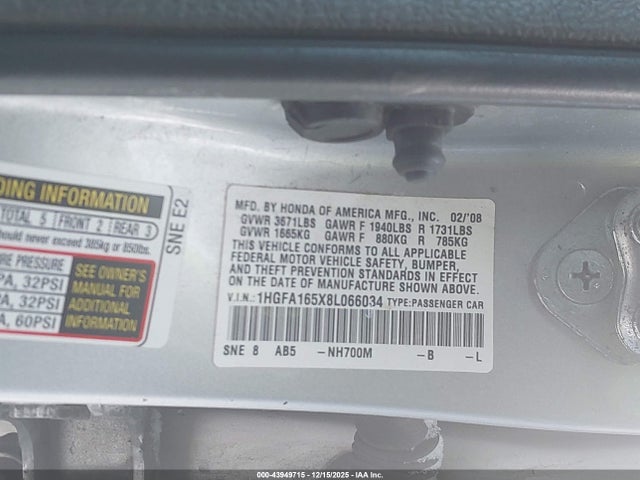 DING INFORMATION
TOTAL 5 FRONT 2 REAR 3
hould never exceed 385kg or 850lbs.
RE PRESSURE
PA, 32PSI
PA, 32PSI
A, 60PSI
SEE OWNER'S
MANUAL FOR
ADDITIONAL
INFORMATION
SNE E2
MFD. BY HONDA OF AMERICA MFG., INC. 02/'08
GVWR 3671LBS GAWR F 1940LBS R 1731LBS
GVWR 1665KG GAWR F 880KG R 785KG
THIS VEHICLE CONFORMS TO ALL APPLICABLE
FEDERAL MOTOR VEHICLE SAFETY, BUMPER,
AND THEFT PREVENTION STANDARDS IN EFFECT
ON THE DATE OF MANUFACTURE SHOWN ABOVE.
V.I.N.: 1HGFA165X8L066034 TYPE:PASSENGER CAR
SNE 8 AB5 -NH700M -B -L
000-43949715 - 12/15/2025 - IAA Inc.